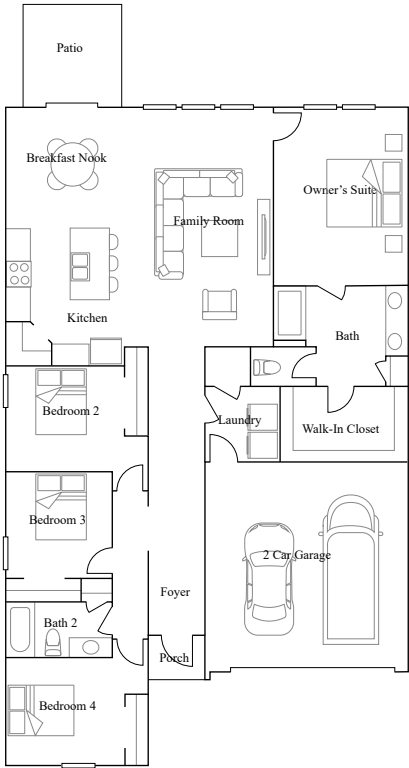 Patio
Breakfast Nook
Owner's Suite
Family Room
Kitchen
Bath
Bedroom 2
Laundry
Walk-In Closet
Bedroom 3
2 Car Garage
Foyer
Bath 2
Porch
Bedroom 4